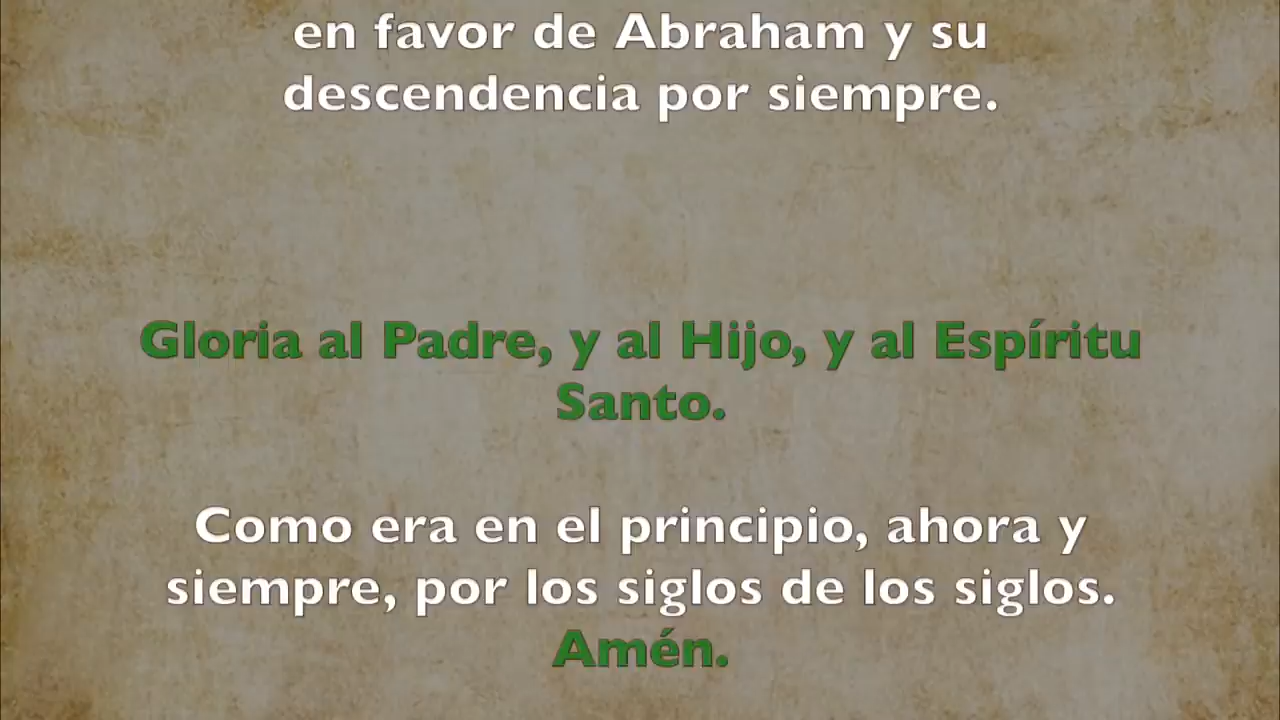 en favor de Abraham y su
descendencia por siempre.
Gloria al Padre, y al Hijo, y al Espíritu
Santo.
Como era en el principio, ahora y
siempre, por los siglos de los siglos.
Amén.